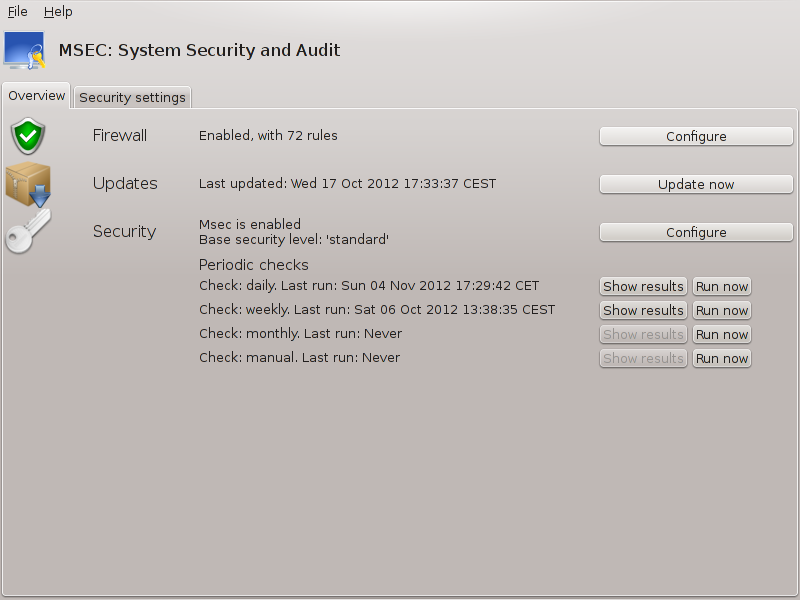 File Help
MSEC: System Security and Audit
Overview Security settings
Firewall Enabled, with 72 rules Configure
Updates Last updated: Wed 17 Oct 2012 17:33:37 CEST Update now
Security Msec is enabled Configure
Base security level: 'standard'
Periodic checks
Check: daily. Last run: Sun 04 Nov 2012 17:29:42 CET Show results Run now
Check: weekly. Last run: Sat 06 Oct 2012 13:38:35 CEST Show results Run now
Check: monthly. Last run: Never Show results Run now
Check: manual. Last run: Never Show results Run now